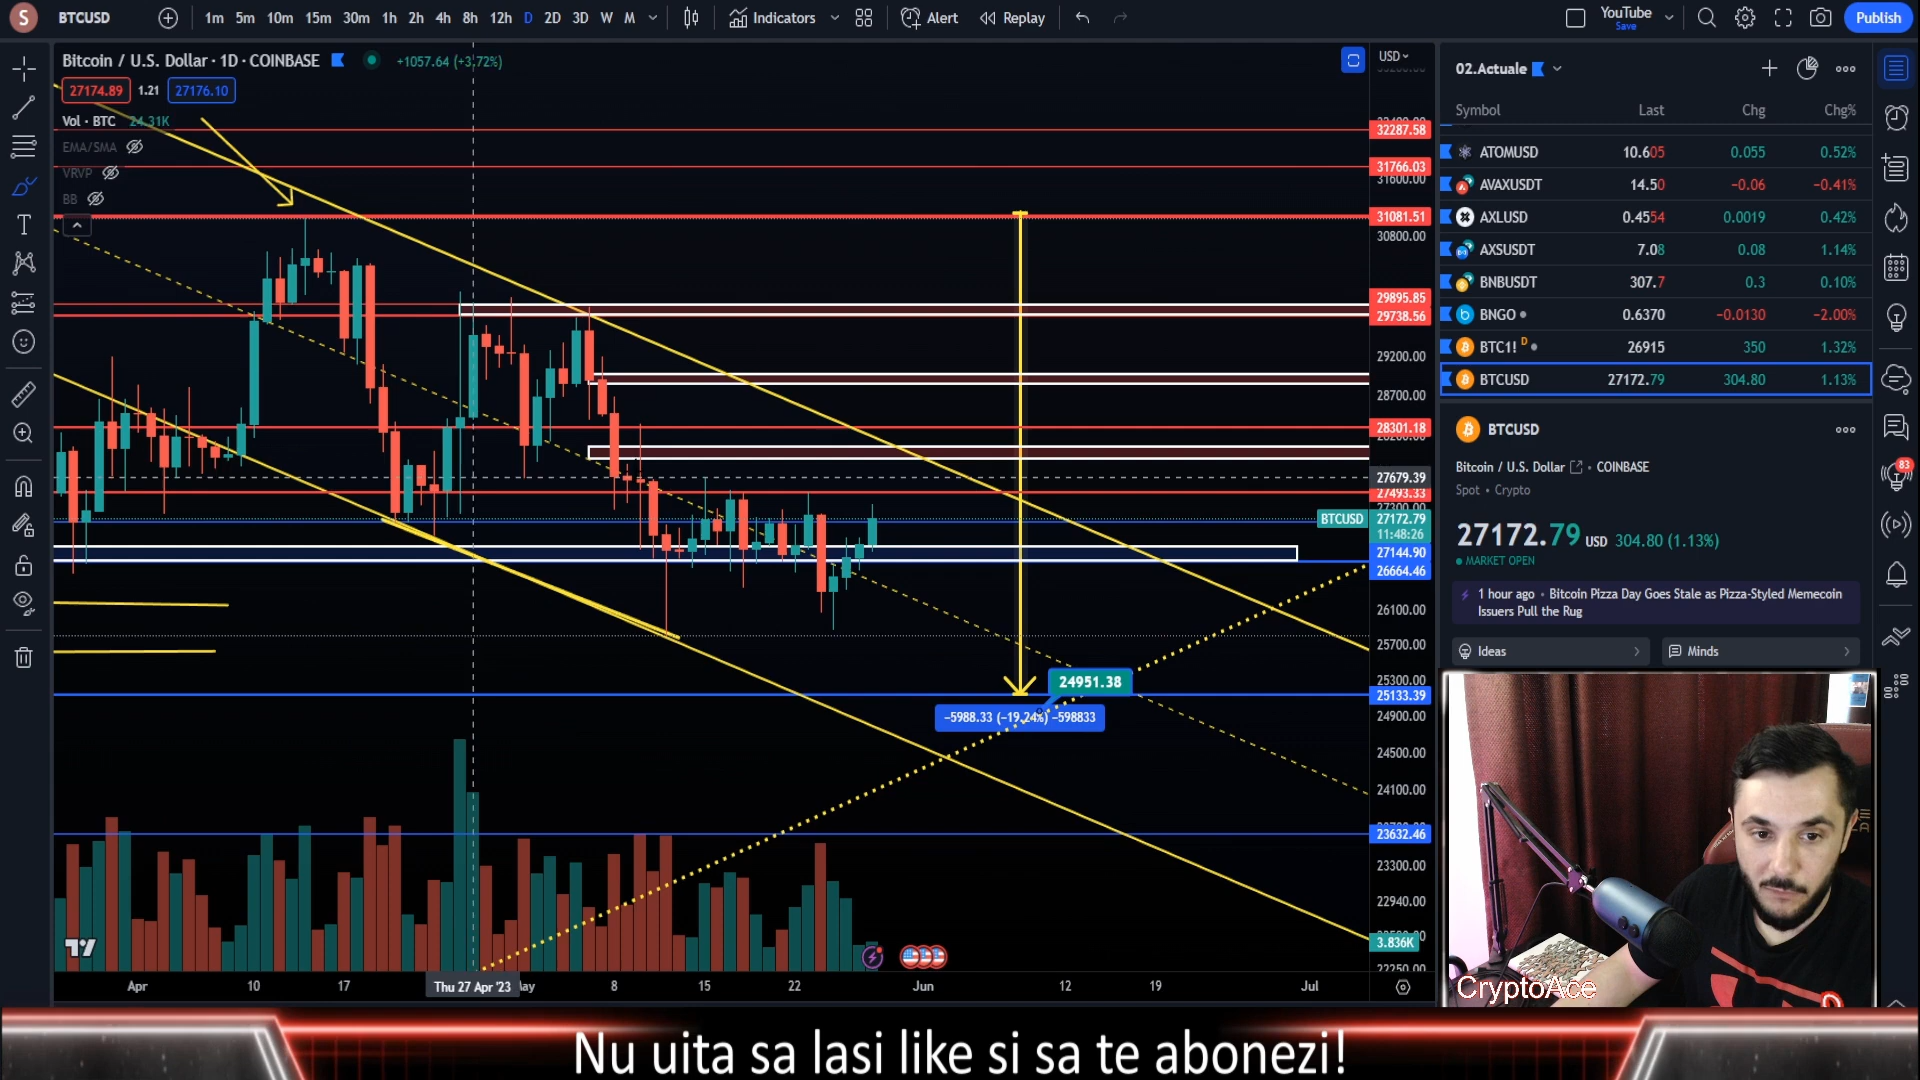 S BTCUSD 1m 5m 10m 15m 30m 1h 2h 4h 8h 12h D 2D 3D W M Indicators Alert Replay YouTube Save Publish
Bitcoin / U.S. Dollar · 1D · COINBASE +1057.64 (+3.72%) USD
27174.89 1.21 27176.10
Vol · BTC 24.31K
EMA/SMA
VRVP
BB
32287.58
31766.03
31600.00
31081.51
30800.00
29895.85
29738.56
29200.00
28700.00
28301.18
27679.39
27493.33
BTCUSD 27172.79
11:48:26
27144.90
26664.46
26100.00
25700.00
25300.00
25133.39
24900.00
24500.00
24100.00
23632.46
23300.00
22940.00
3.836K
22250.00
24951.38
−5988.33 (−19.24%) −598833
Apr 10 17 Thu 27 Apr '23 8 15 22 Jun 12 19 Jul
02.Actuale
Symbol Last Chg Chg%
ATOMUSD 10.605 0.055 0.52%
AVAXUSDT 14.50 −0.06 −0.41%
AXLUSD 0.4554 0.0019 0.42%
AXSUSDT 7.08 0.08 1.14%
BNBUSDT 307.7 0.3 0.10%
BNGO 0.6370 −0.0130 −2.00%
BTC1! D 26915 350 1.32%
BTCUSD 27172.79 304.80 1.13%
BTCUSD
Bitcoin / U.S. Dollar • COINBASE
Spot • Crypto
27172.79 USD 304.80 (1.13%)
MARKET OPEN
1 hour ago • Bitcoin Pizza Day Goes Stale as Pizza-Styled Memecoin
Issuers Pull the Rug
Ideas Minds
83
CryptoAce
Nu uita sa lasi like si sa te abonezi!